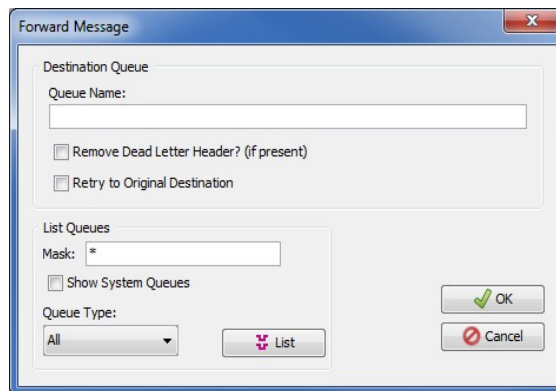 Forward Message
Destination Queue
Queue Name:
Remove Dead Letter Header? (if present)
Retry to Original Destination
List Queues
Mask: *
Show System Queues
Queue Type:
All
List
OK
Cancel